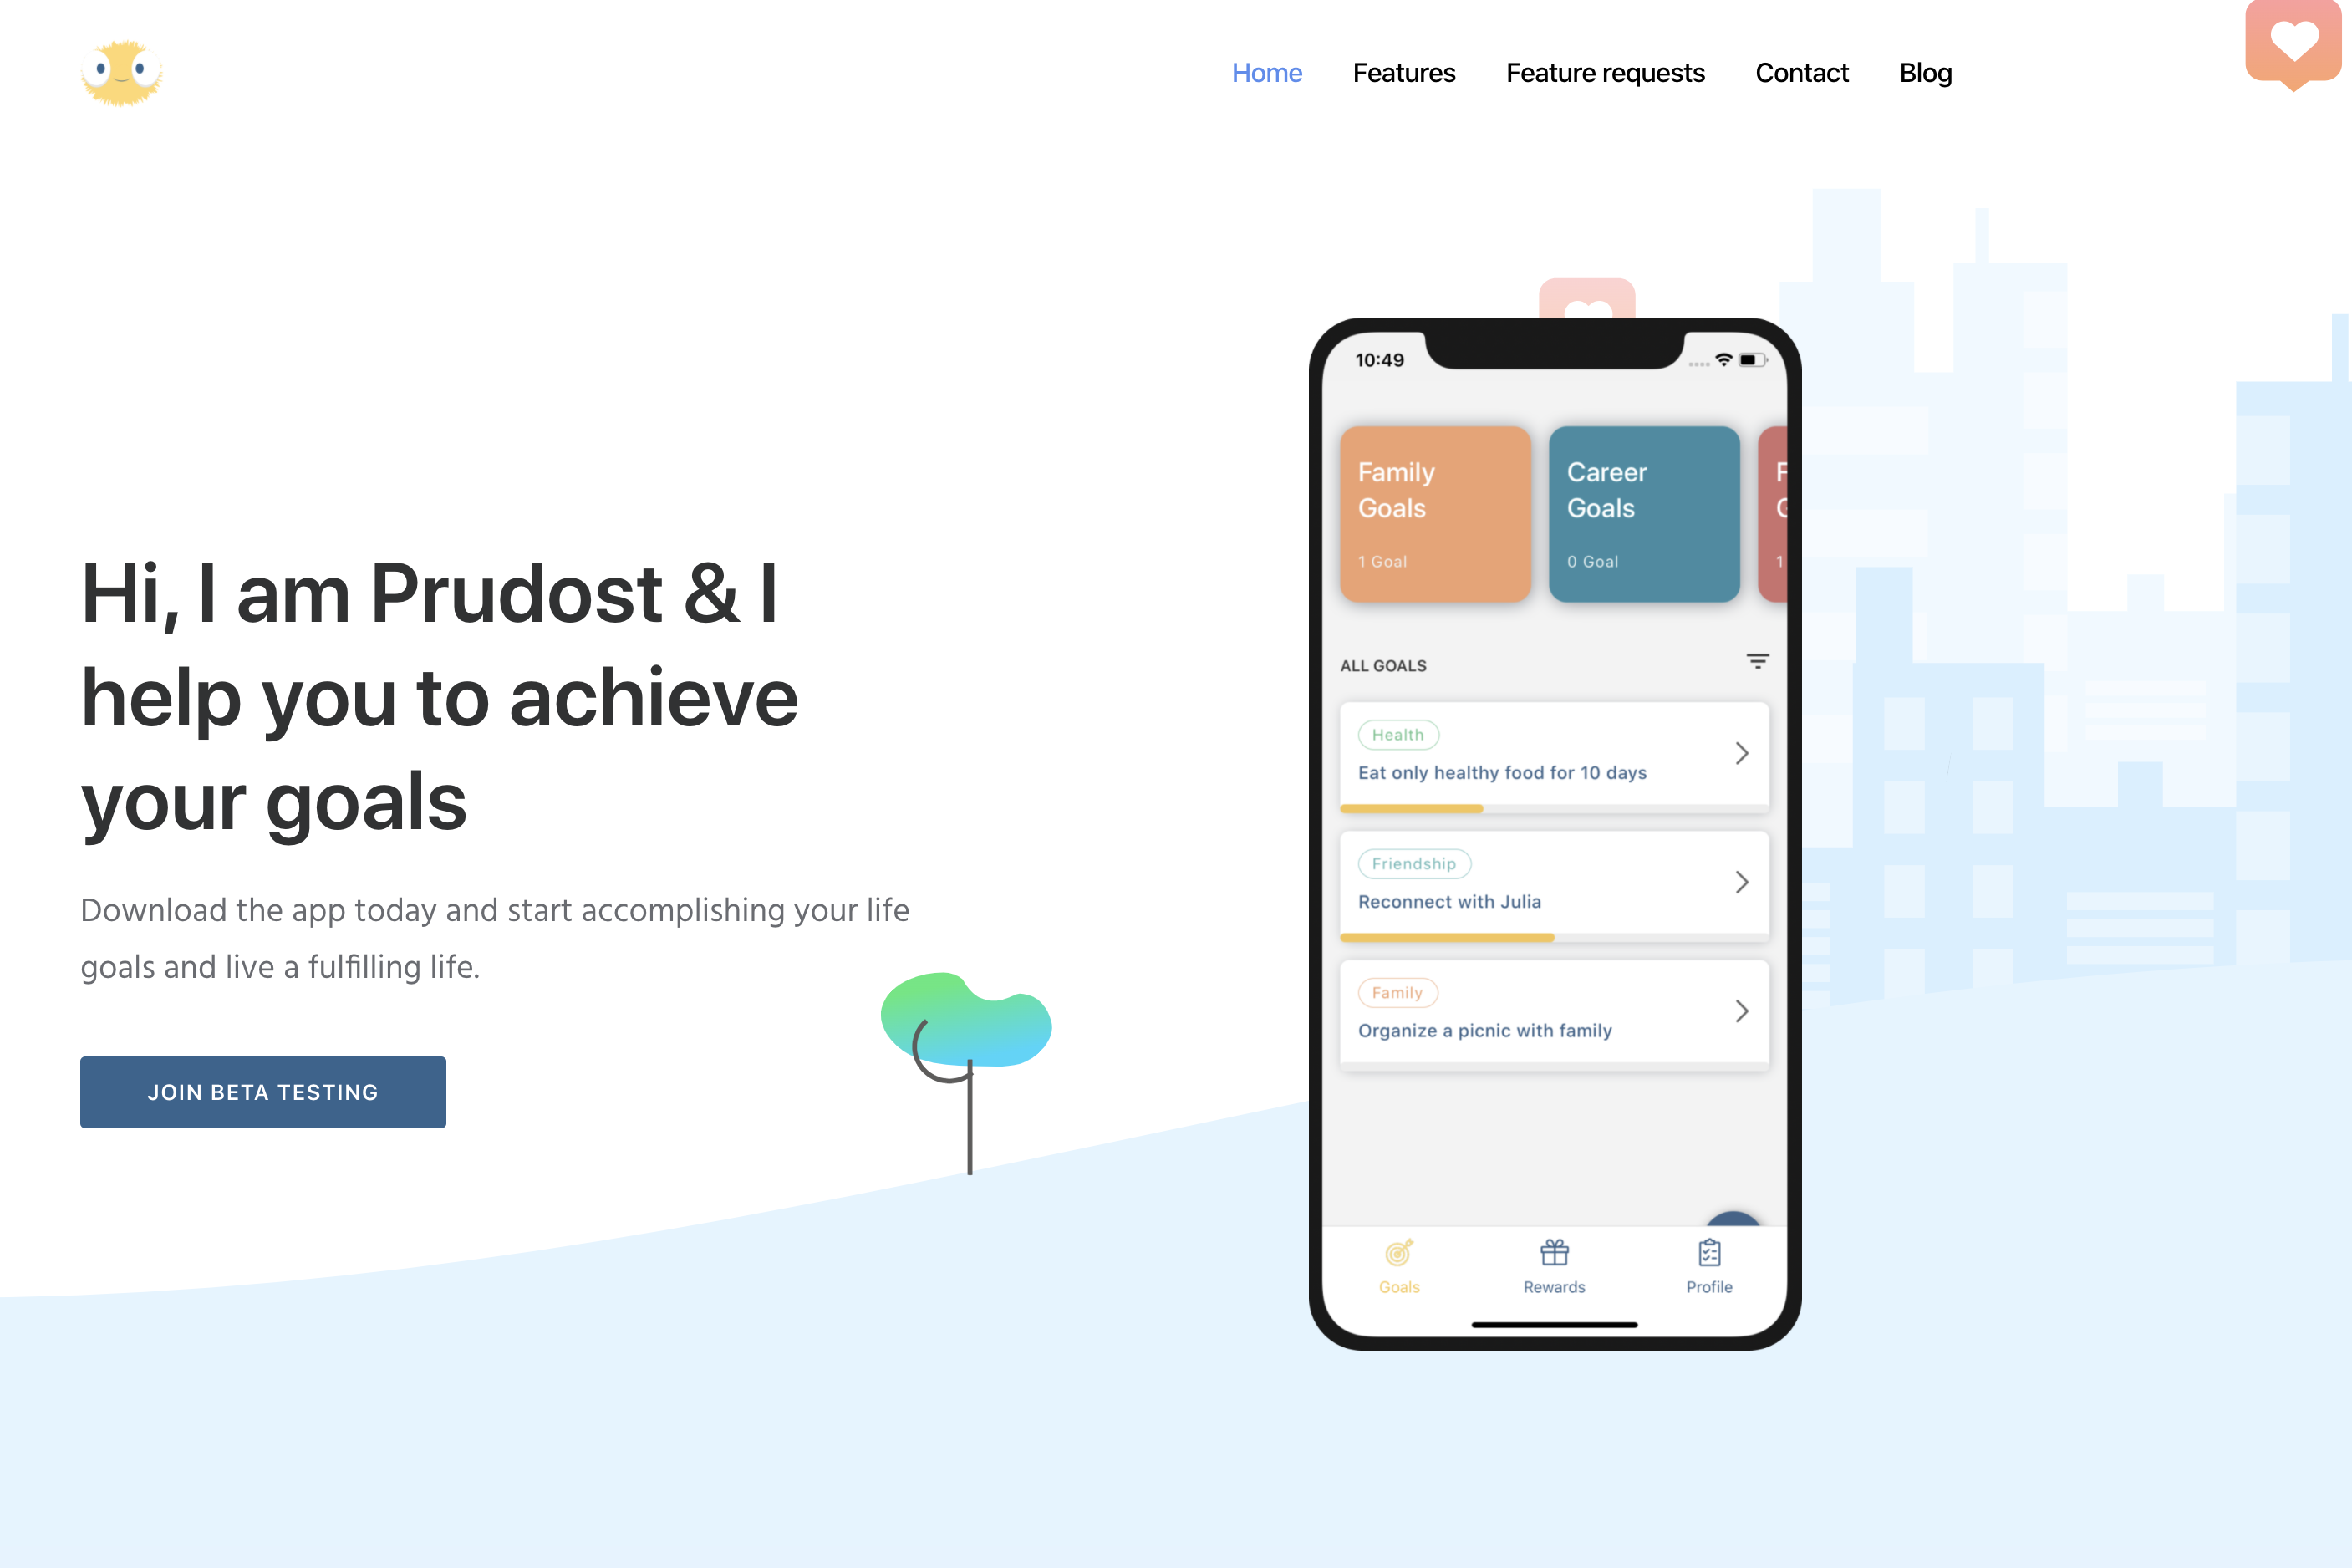 Home Features Feature requests Contact Blog
Hi, I am Prudost & I
help you to achieve
your goals
Download the app today and start accomplishing your life
goals and live a fulfilling life.
JOIN BETA TESTING
10:49
Family
Goals
1 Goal
Career
Goals
0 Goal
1
ALL GOALS
Health
Eat only healthy food for 10 days
Friendship
Reconnect with Julia
Family
Organize a picnic with family
Goals Rewards Profile